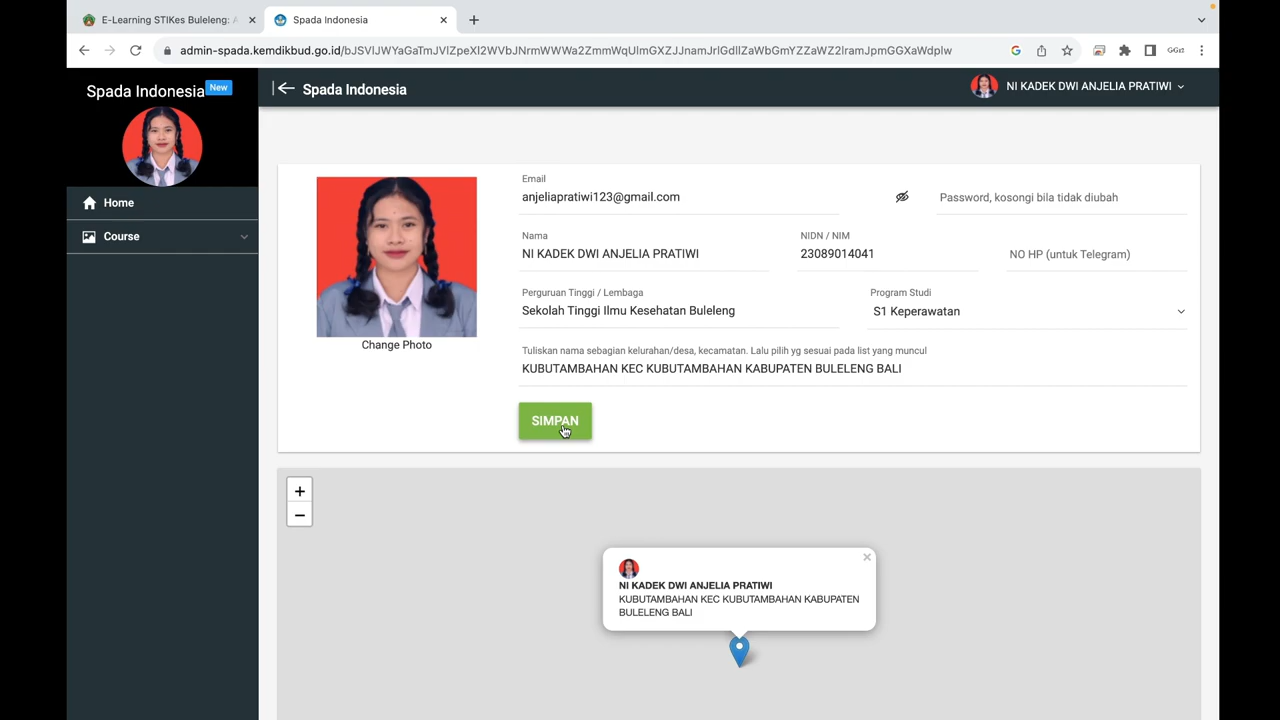 E-Learning STIKes Buleleng:
Spada Indonesia
admin-spada.kemdikbud.go.id/
Spada Indonesia New
Spada Indonesia
NI KADEK DWI ANJELIA PRATIWI
Home
Course
Change Photo
Email
anjeliapratiwi123@gmail.com
Password, kosongi bila tidak diubah
Nama
NI KADEK DWI ANJELIA PRATIWI
NIDN / NIM
23089014041
NO HP (untuk Telegram)
Perguruan Tinggi / Lembaga
Sekolah Tinggi Ilmu Kesehatan Buleleng
Program Studi
S1 Keperawatan
Tuliskan nama sebagian kelurahan/desa, kecamatan. Lalu pilih yg sesuai pada list yang muncul
KUBUTAMBAHAN KEC KUBUTAMBAHAN KABUPATEN BULELENG BALI
SIMPAN
+
−
NI KADEK DWI ANJELIA PRATIWI
KUBUTAMBAHAN KEC KUBUTAMBAHAN KABUPATEN
BULELENG BALI